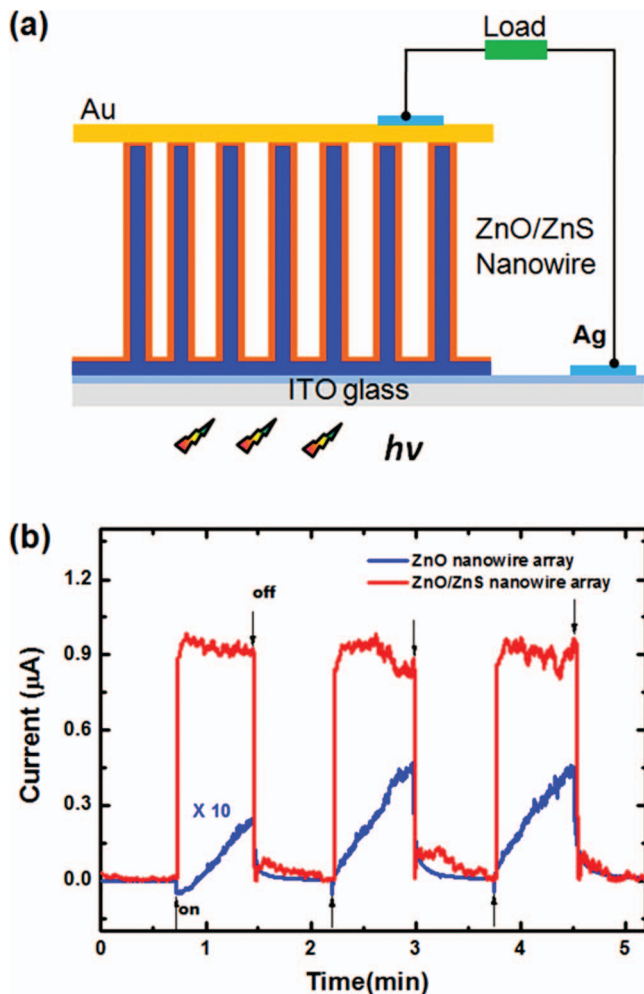 (a)
Load
Au
ZnO/ZnS
Nanowire
Ag
ITO glass
hν
(b)
ZnO nanowire array
ZnO/ZnS nanowire array
off
X 10
on
1.2
0.9
0.6
0.3
0.0
Current (μA)
0 1 2 3 4 5
Time(min)